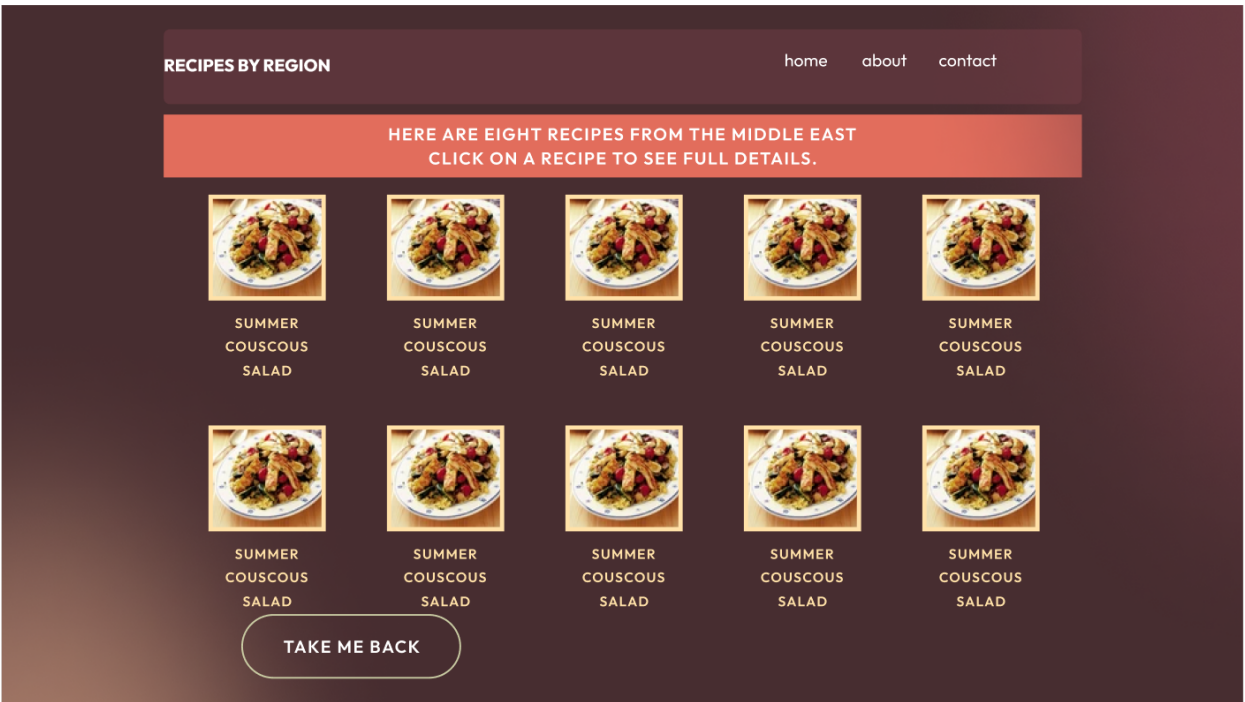 RECIPES BY REGION
home about contact
HERE ARE EIGHT RECIPES FROM THE MIDDLE EAST
CLICK ON A RECIPE TO SEE FULL DETAILS.
SUMMER
COUSCOUS
SALAD
SUMMER
COUSCOUS
SALAD
SUMMER
COUSCOUS
SALAD
SUMMER
COUSCOUS
SALAD
SUMMER
COUSCOUS
SALAD
SUMMER
COUSCOUS
SALAD
SUMMER
COUSCOUS
SALAD
SUMMER
COUSCOUS
SALAD
SUMMER
COUSCOUS
SALAD
SUMMER
COUSCOUS
SALAD
TAKE ME BACK